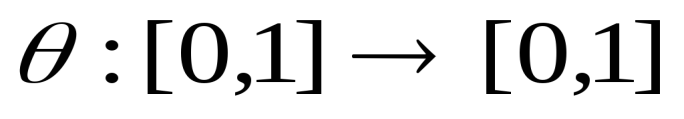 θ : [0,1] → [0,1]